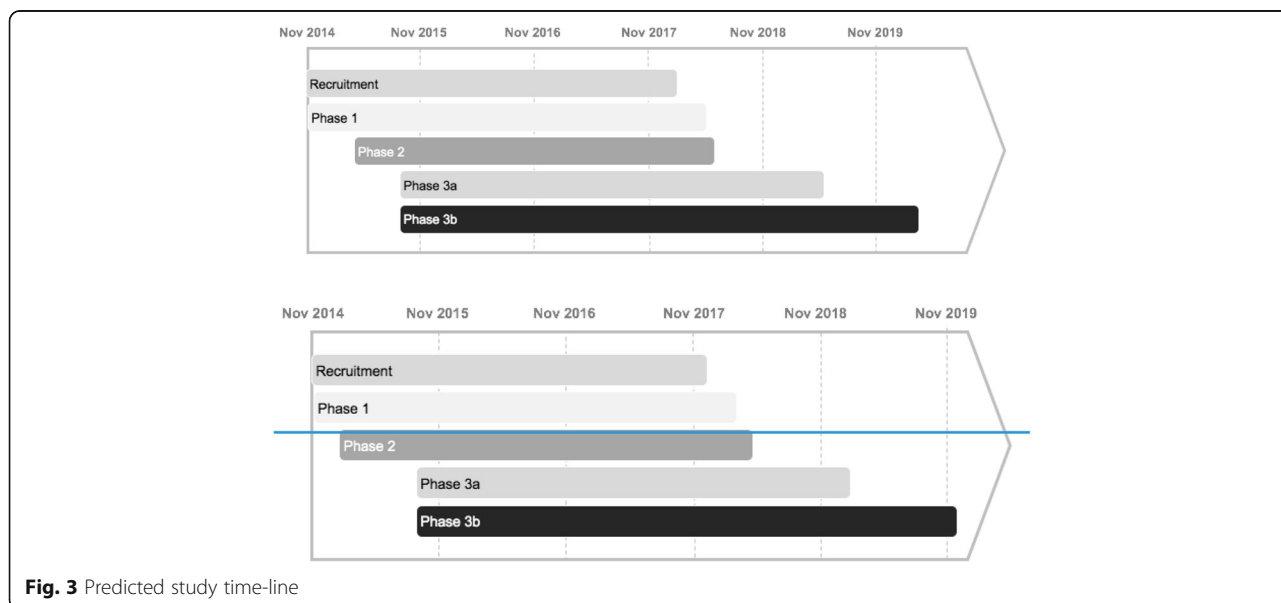 Nov 2014 Nov 2015 Nov 2016 Nov 2017 Nov 2018 Nov 2019
Recruitment
Phase 1
Phase 2
Phase 3a
Phase 3b
Nov 2014 Nov 2015 Nov 2016 Nov 2017 Nov 2018 Nov 2019
Recruitment
Phase 1
Phase 2
Phase 3a
Phase 3b
Fig. 3 Predicted study time-line